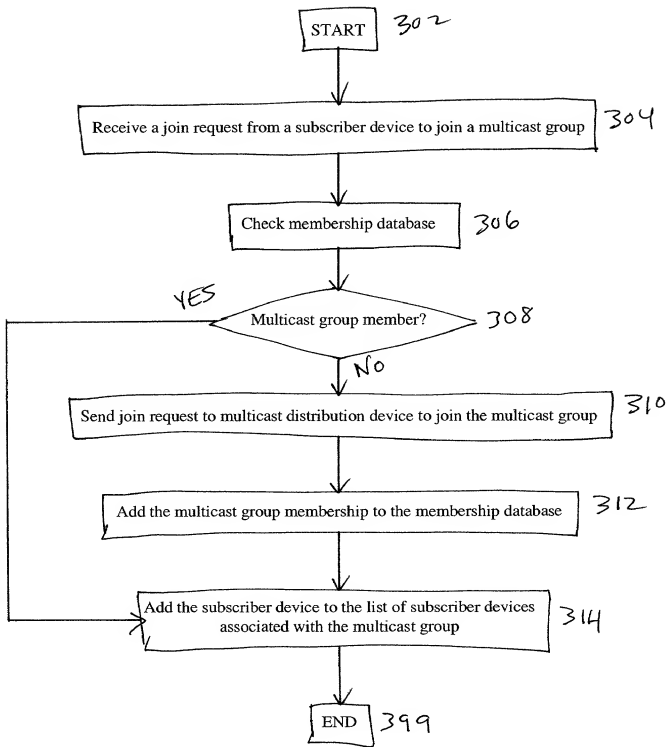 START 302
Receive a join request from a subscriber device to join a multicast group 304
Check membership database 306
YES
Multicast group member? 308
NO
Send join request to multicast distribution device to join the multicast group 310
Add the multicast group membership to the membership database 312
Add the subscriber device to the list of subscriber devices
associated with the multicast group 314
END 399